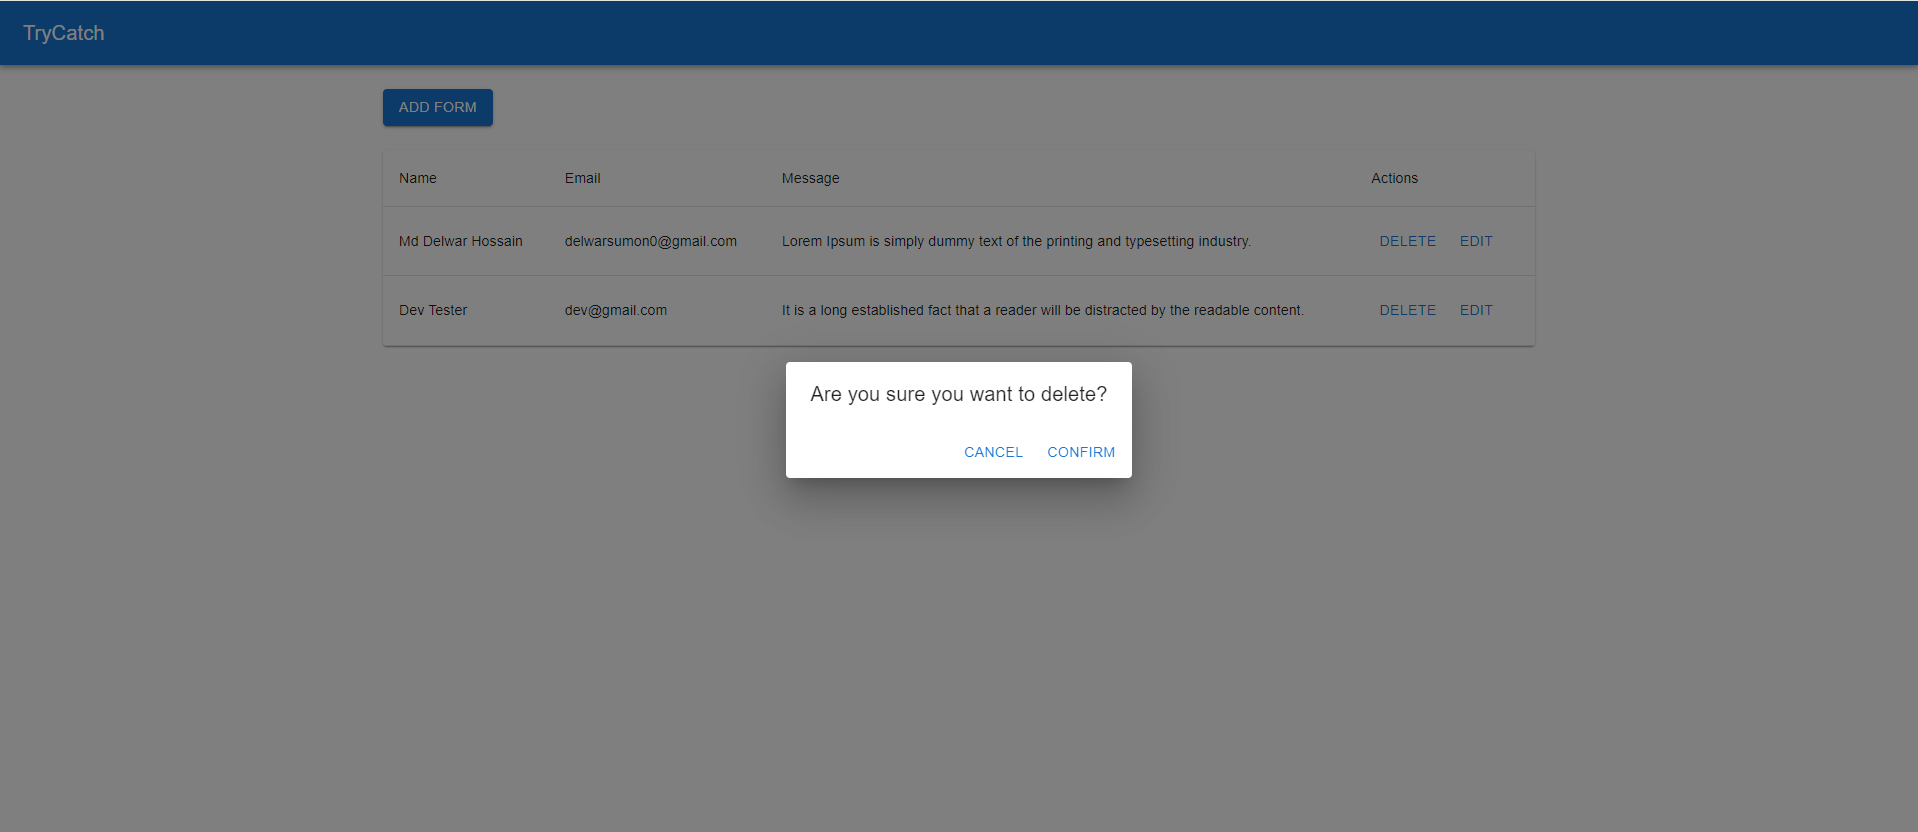 TryCatch
ADD FORM
Name Email Message Actions
Md Delwar Hossain delwarsumon0@gmail.com Lorem Ipsum is simply dummy text of the printing and typesetting industry. DELETE EDIT
Dev Tester dev@gmail.com It is a long established fact that a reader will be distracted by the readable content. DELETE EDIT
Are you sure you want to delete?
CANCEL CONFIRM